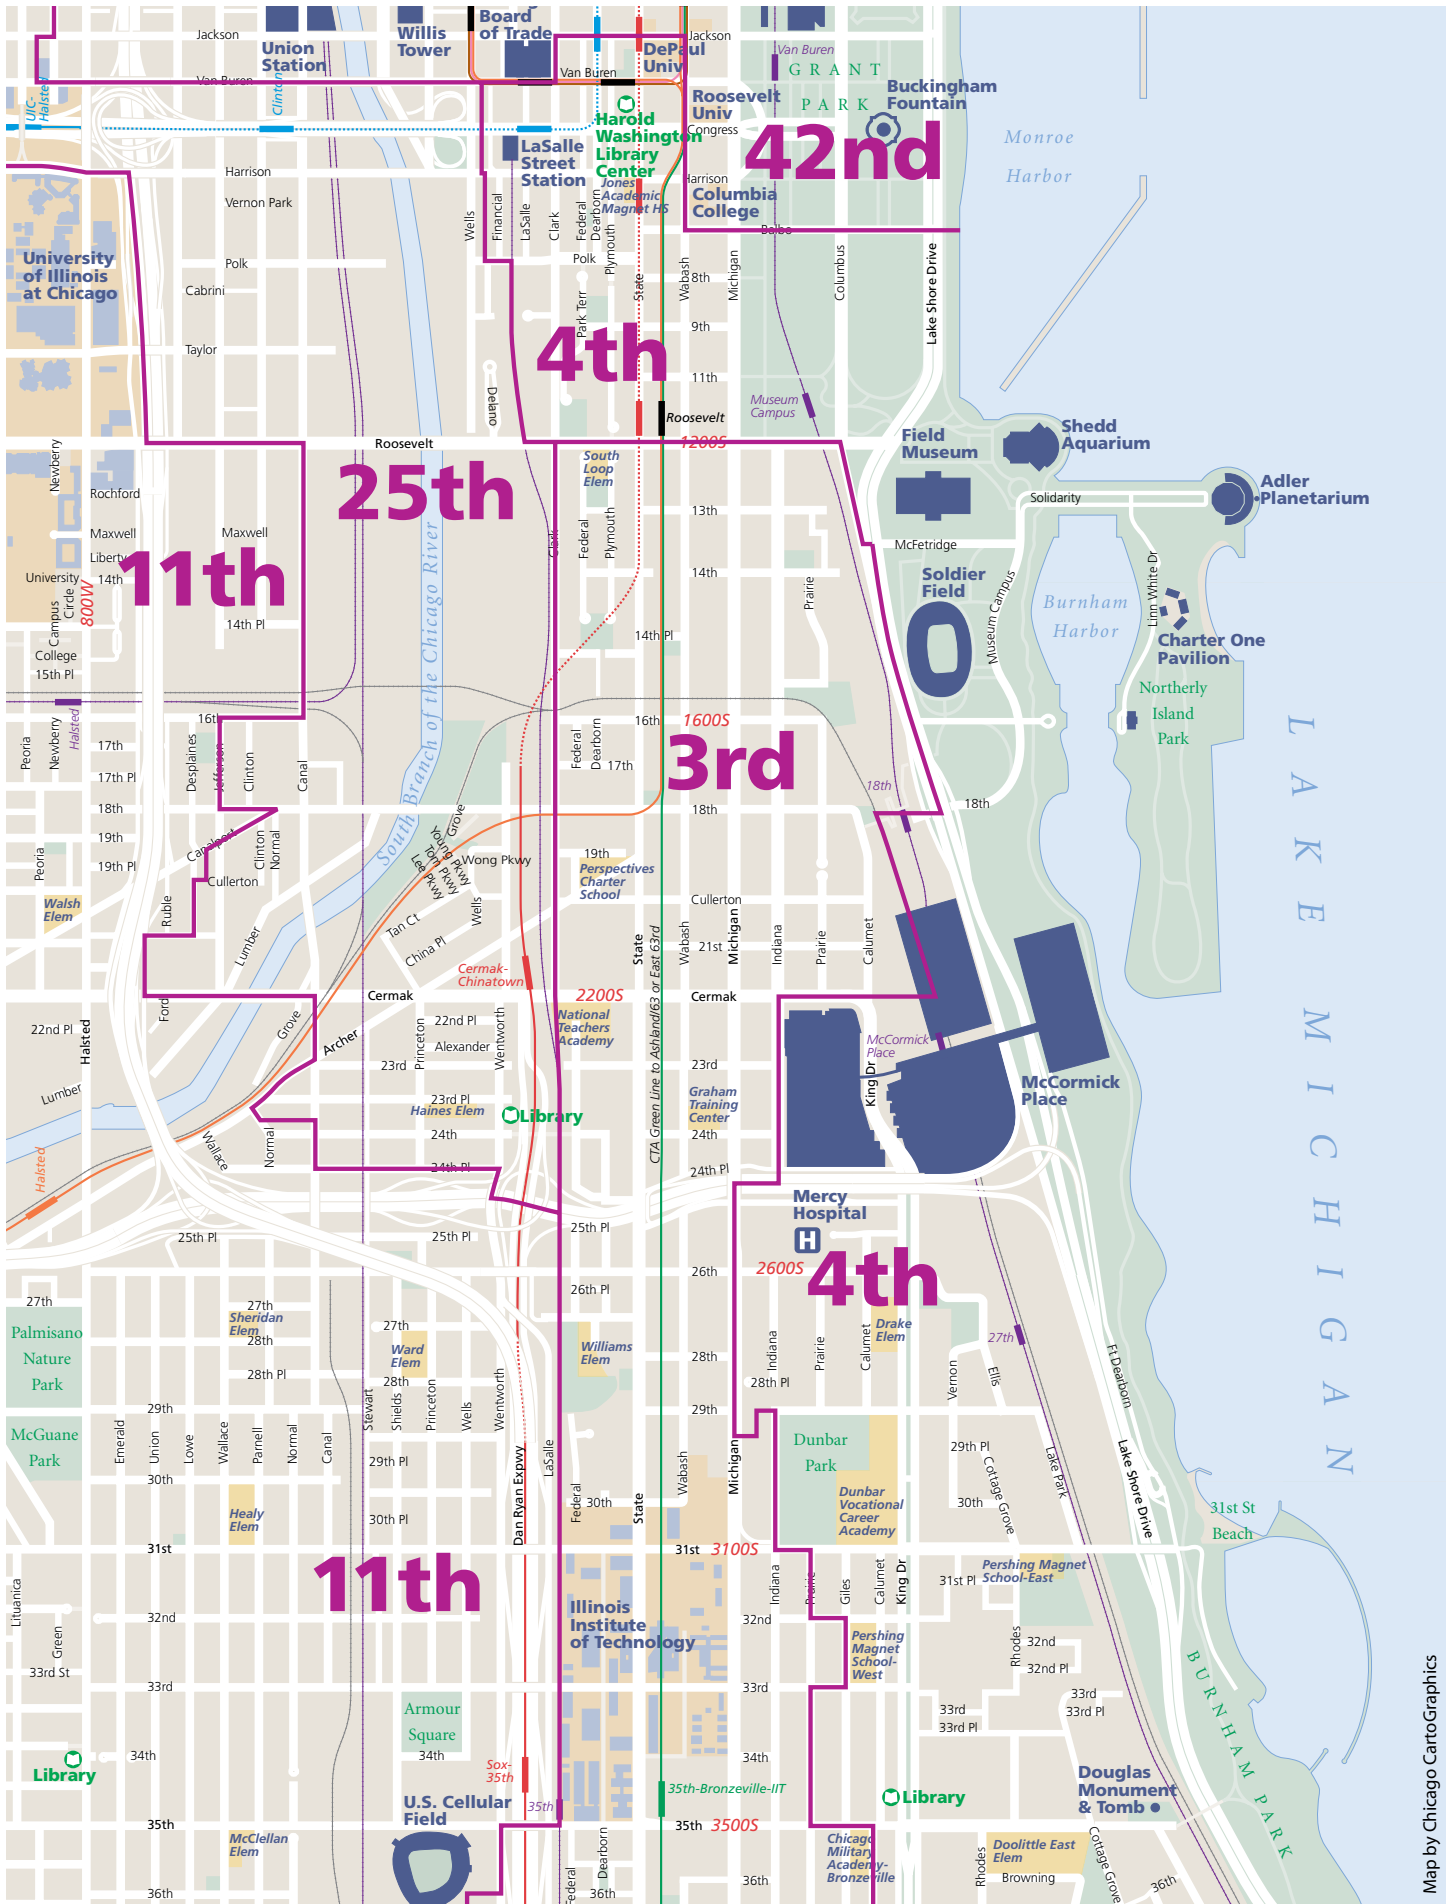 Jackson
Union
Station
Willis
Tower
Board
of Trade
DePaul
Univ
Jackson
Van Buren
GRANT
PARK
Van Buren
Van Buren
UIC-
Halsted
Clinton
Buckingham
Fountain
Roosevelt
Univ
Congress
42nd
Monroe
Harbor
Harold
Washington
Library
Center
LaSalle
Street
Station
Jones
Academic
Magnet HS
Harrison
Columbia
College
Balbo
Harrison
Vernon Park
University
of Illinois
at Chicago
Polk
Cabrini
Taylor
Wells
Financial
LaSalle
Clark
Federal
Dearborn
Plymouth
Polk
Park Terr
State
Wabash
Michigan
Columbus
Lake Shore Drive
8th
9th
11th
4th
Delano
Museum
Campus
Roosevelt
1200S
Roosevelt
Field
Museum
Shedd
Aquarium
Adler
Planetarium
Solidarity
25th
South
Loop
Elem
Newberry
Rochford
Maxwell
Maxwell
Liberty
University
14th
Campus
Circle
800W
11th
14th Pl
College
15th Pl
Clark
Federal
Plymouth
13th
14th
14th Pl
Prairie
McFetridge
Soldier
Field
Museum Campus
Burnham
Harbor
Linn White Dr
Charter One
Pavilion
Northerly
Island
Park
South Branch of the Chicago River
Halsted
16th
Peoria
Newberry
17th
17th Pl
18th
19th
19th Pl
Peoria
Desplaines
Jefferson
Clinton
Canal
Canalport
Clinton
Normal
Cullerton
Walsh
Elem
Ruble
Lumber
Federal
Dearborn
16th
1600S
17th
3rd
18th
18th
18th
Grove
Young Pkwy
Tom Pkwy
Lee Pkwy
Wong Pkwy
19th
Perspectives
Charter
School
Tan Ct
China Pl
Wells
Cullerton
State
Wabash
Michigan
Indiana
Prairie
Calumet
21st
CTA Green Line to Ashland/63 or East 63rd
Cermak-
Chinatown
Cermak
2200S
Cermak
LAKE MICHIGAN
22nd Pl
Halsted
Ford
Grove
Archer
Princeton
22nd Pl
Alexander
Wentworth
23rd
National
Teachers
Academy
23rd
McCormick
Place
King Dr
McCormick
Place
Lumber
23rd Pl
Haines Elem
Library
Graham
Training
Center
24th
24th
24th Pl
24th Pl
Halsted
Wallace
Normal
Mercy
Hospital
H
25th Pl
25th Pl
25th Pl
26th
2600S
4th
26th Pl
27th
27th
Sheridan
Elem
28th
27th
Ward
Elem
28th
28th Pl
Williams
Elem
28th
Indiana
Prairie
Calumet
Drake
Elem
27th
28th Pl
Vernon
Ellis
Ft Dearborn
Palmisano
Nature
Park
29th
McGuane
Park
Emerald
Union
Lowe
Wallace
Parnell
Normal
Canal
Stewart
Shields
Princeton
Wells
Wentworth
29th
29th Pl
30th
Healy
Elem
30th Pl
Dan Ryan Expwy
LaSalle
Federal
30th
State
Wabash
Michigan
Dunbar
Park
Dunbar
Vocational
Career
Academy
29th Pl
Cottage Grove
30th
Lake Park
Lake Shore Drive
31st St
Beach
31st
31st
3100S
Pershing Magnet
School-East
11th
Lituanica
Green
32nd
33rd St
33rd
Illinois
Institute
of Technology
Indiana
Prairie
Giles
Calumet
King Dr
31st Pl
32nd
Pershing
Magnet
School-
West
33rd
Rhodes
32nd
32nd Pl
33rd
33rd Pl
33rd
33rd Pl
BURNHAM PARK
Armour
Square
34th
34th
34th
Library
Sox-
35th
35th
35th-Bronzeville-IIT
Library
Douglas
Monument
& Tomb
U.S. Cellular
Field
35th
35th
3500S
McClellan
Elem
36th
Federal
Dearborn
36th
36th
Chicago
Military
Academy-
Bronzeville
Doolittle East
Elem
Rhodes
Browning
Cottage Grove
36th
Map by Chicago CartoGraphics